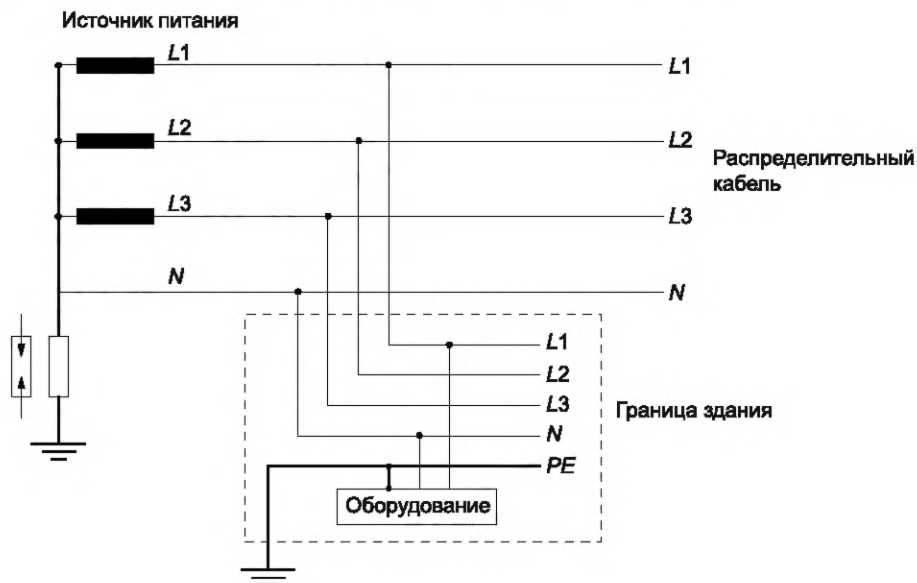 Источник питания
L1
L1
L2
L2
Распределительный
кабель
L3
L3
N
N
L1
L2
L3
Граница здания
N
PE
Оборудование